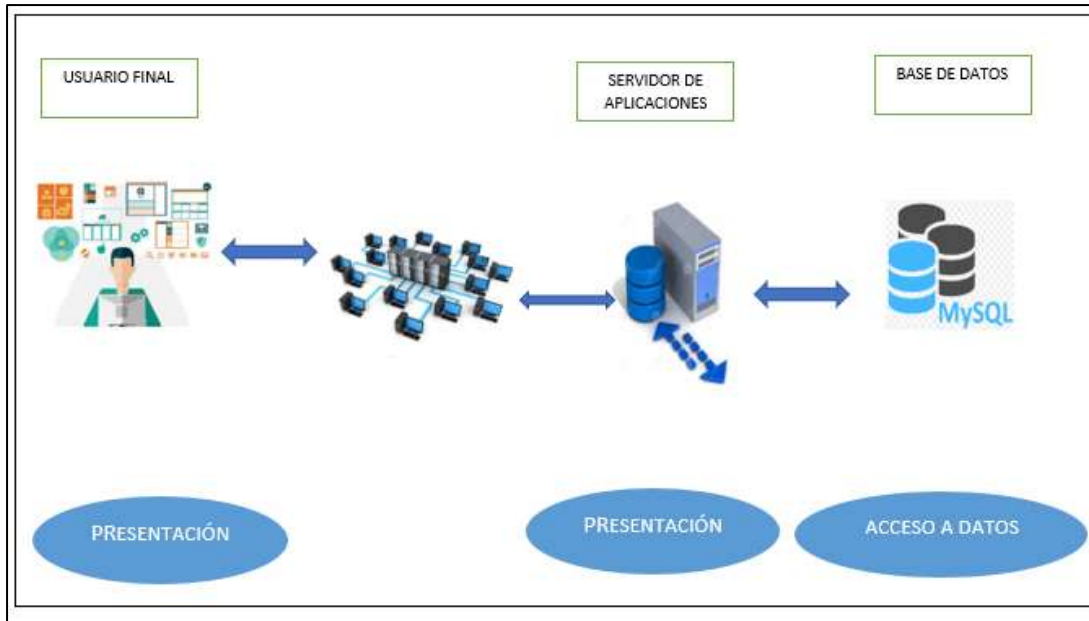 USUARIO FINAL
SERVIDOR DE
APLICACIONES
BASE DE DATOS
MySQL
PRESENTACIÓN
PRESENTACIÓN
ACCESO A DATOS